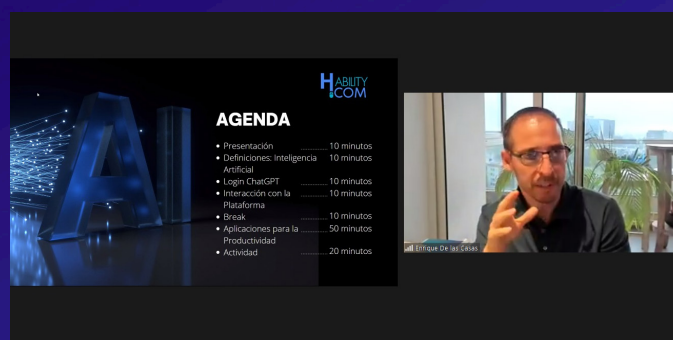 AI
HABILITY
.COM
AGENDA
• Presentación ............ 10 minutos
• Definiciones: Inteligencia 10 minutos
Artificial
• Login ChatGPT ............ 10 minutos
• Interacción con la ............ 10 minutos
Plataforma
• Break ............ 10 minutos
• Aplicaciones para la ............ 50 minutos
Productividad
• Actividad ............ 20 minutos
Enrique De las Casas